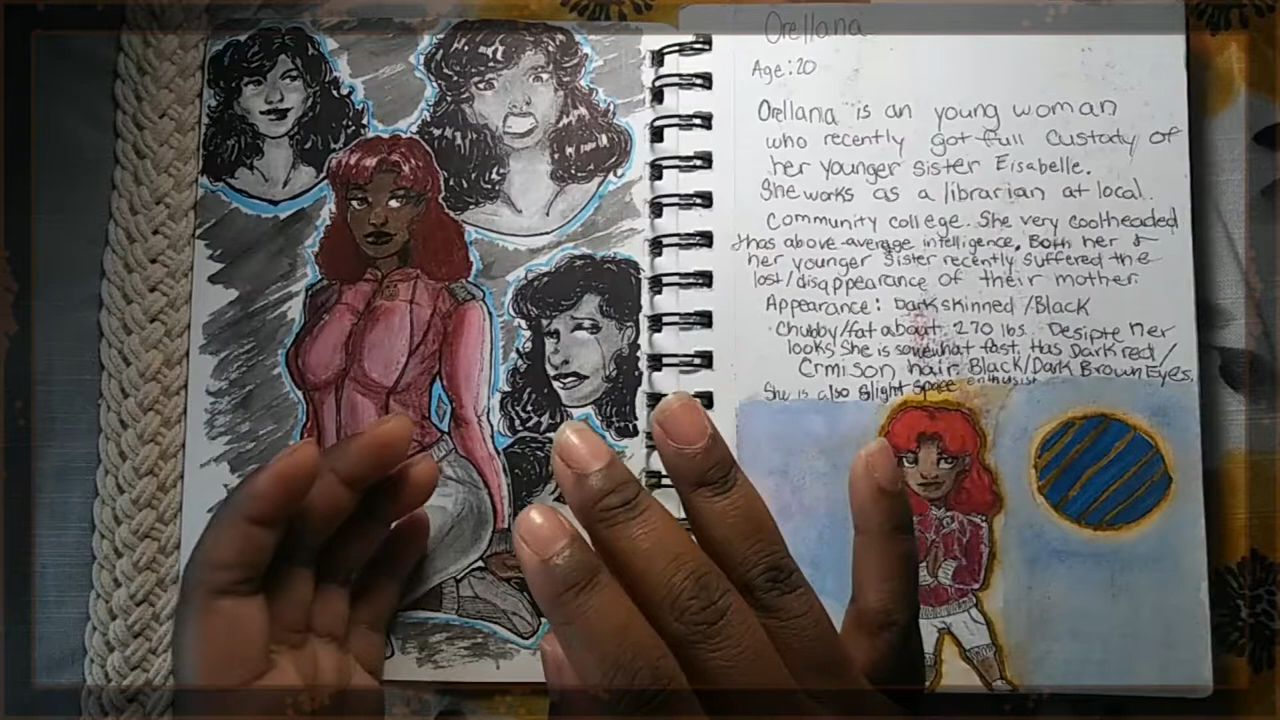 Orellana
Age: 20
Orellana is an young woman
who recently got full custody of
her younger sister Eisabelle.
She works as a librarian at local
community college. She very coolheaded
& has above-average intelligence. Both her &
her younger sister recently suffered the
lost/disappearance of their mother.
Appearance: Darkskinned/Black
Chubby/fat about 270 lbs. Desipte her
looks She is somewhat fast. Has Dark red/
Crmison hair. Black/Dark Brown Eyes.
She is also slight space enthusist